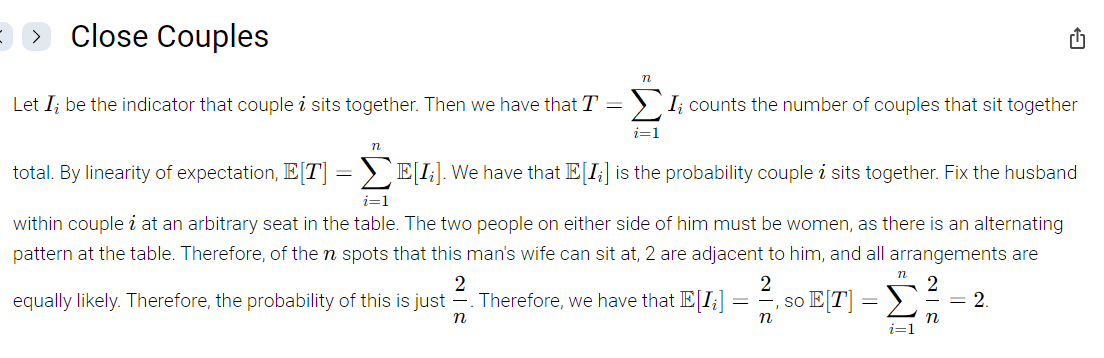 Close Couples
Let I_i be the indicator that couple i sits together. Then we have that T = \sum_{i=1}^{n} I_i counts the number of couples that sit together
total. By linearity of expectation, 𝔼[T] = \sum_{i=1}^{n} 𝔼[I_i]. We have that 𝔼[I_i] is the probability couple i sits together. Fix the husband
within couple i at an arbitrary seat in the table. The two people on either side of him must be women, as there is an alternating
pattern at the table. Therefore, of the n spots that this man's wife can sit at, 2 are adjacent to him, and all arrangements are
equally likely. Therefore, the probability of this is just \frac{2}{n}. Therefore, we have that 𝔼[I_i] = \frac{2}{n}, so 𝔼[T] = \sum_{i=1}^{n} \frac{2}{n} = 2.